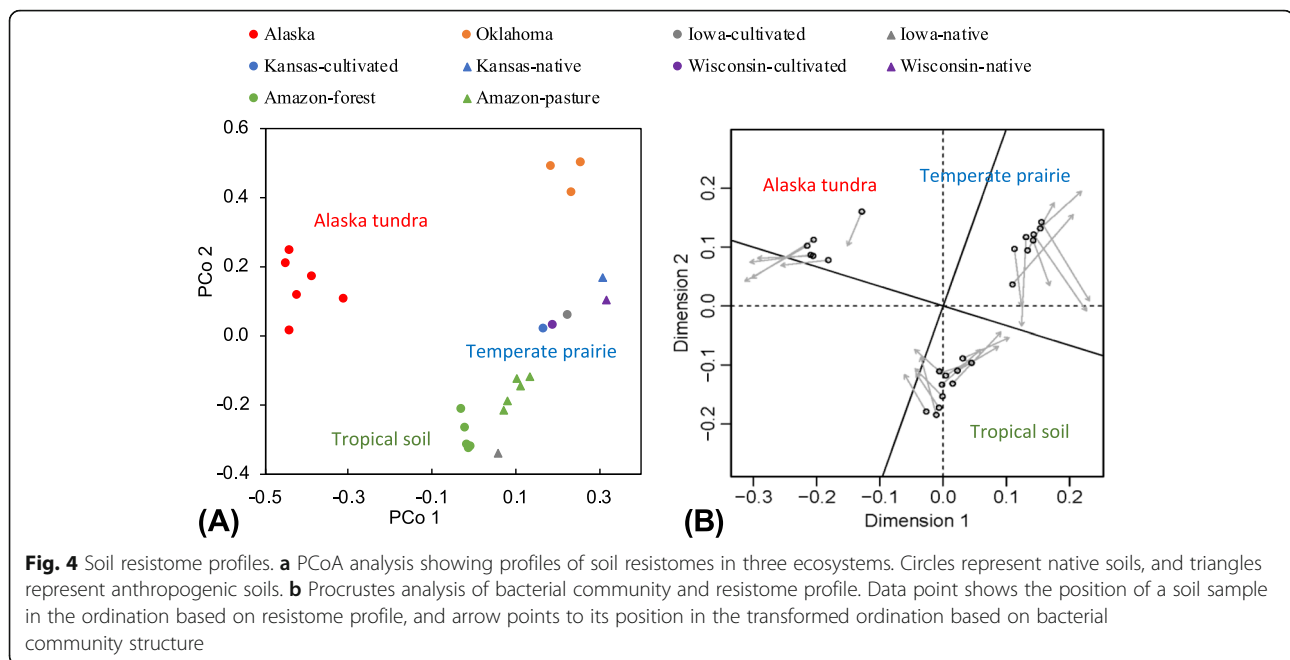 Alaska Oklahoma Iowa-cultivated Iowa-native
Kansas-cultivated Kansas-native Wisconsin-cultivated Wisconsin-native
Amazon-forest Amazon-pasture
0.6
0.4
0.2
0.0
-0.2
-0.4
PCo 2
Alaska tundra
Temperate prairie
Tropical soil
-0.5 -0.3 -0.1 0.1 0.3
PCo 1
(A)
0.2
0.1
0.0
−0.1
−0.2
Dimension 2
Alaska tundra
Temperate prairie
Tropical soil
−0.3 −0.2 −0.1 0.0 0.1 0.2
Dimension 1
(B)
Fig. 4 Soil resistome profiles. a PCoA analysis showing profiles of soil resistomes in three ecosystems. Circles represent native soils, and triangles
represent anthropogenic soils. b Procrustes analysis of bacterial community and resistome profile. Data point shows the position of a soil sample
in the ordination based on resistome profile, and arrow points to its position in the transformed ordination based on bacterial
community structure